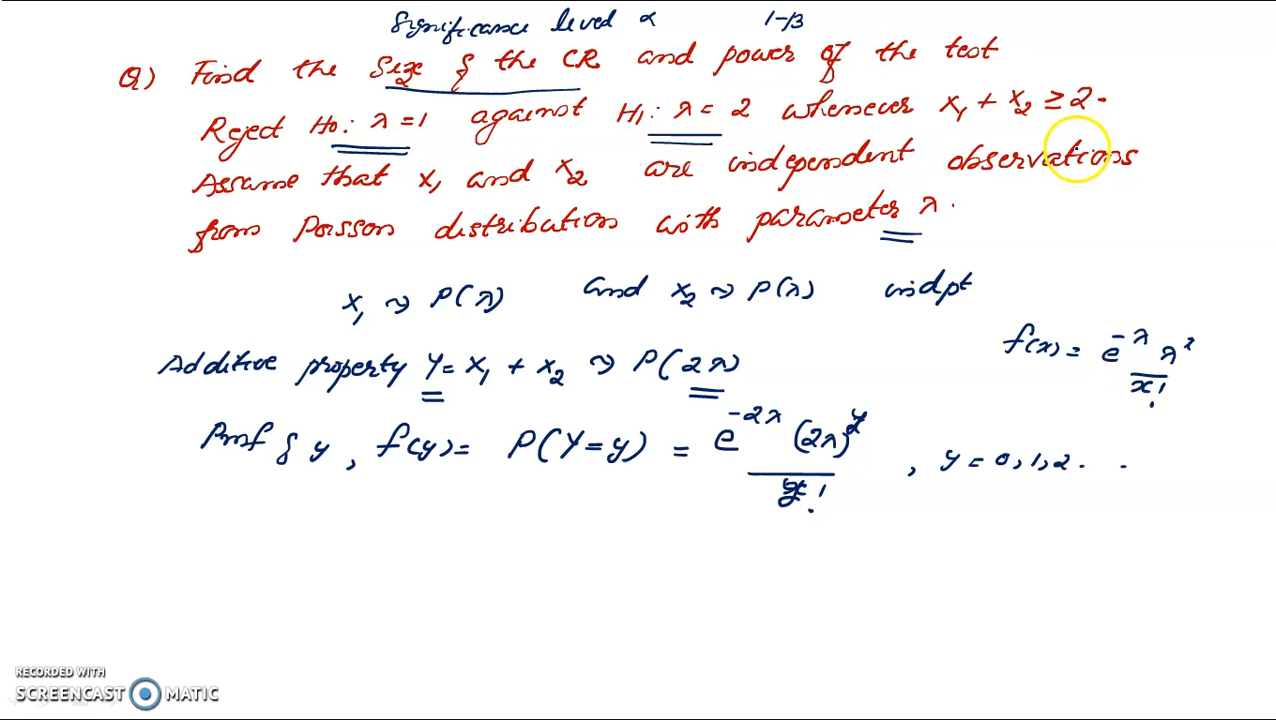 Significance level α 1-β
Q) Find the Size of the CR and power of the test
Reject H₀: λ = 1 against H₁: λ = 2 whenever x₁ + x₂ ≥ 2.
Assume that x₁ and x₂ are independent observations
from Poisson distribution with parameter λ.
x₁ ~> P(λ) and x₂ ~> P(λ) indpt
f(x) = e^-λ λ^x / x!
Additive property Y = x₁ + x₂ ~> P(2λ)
Pmf of y, f(y) = P(Y=y) = e^-2λ (2λ)^y / y! , y = 0, 1, 2 . . .
RECORDED WITH
SCREENCAST MATIC